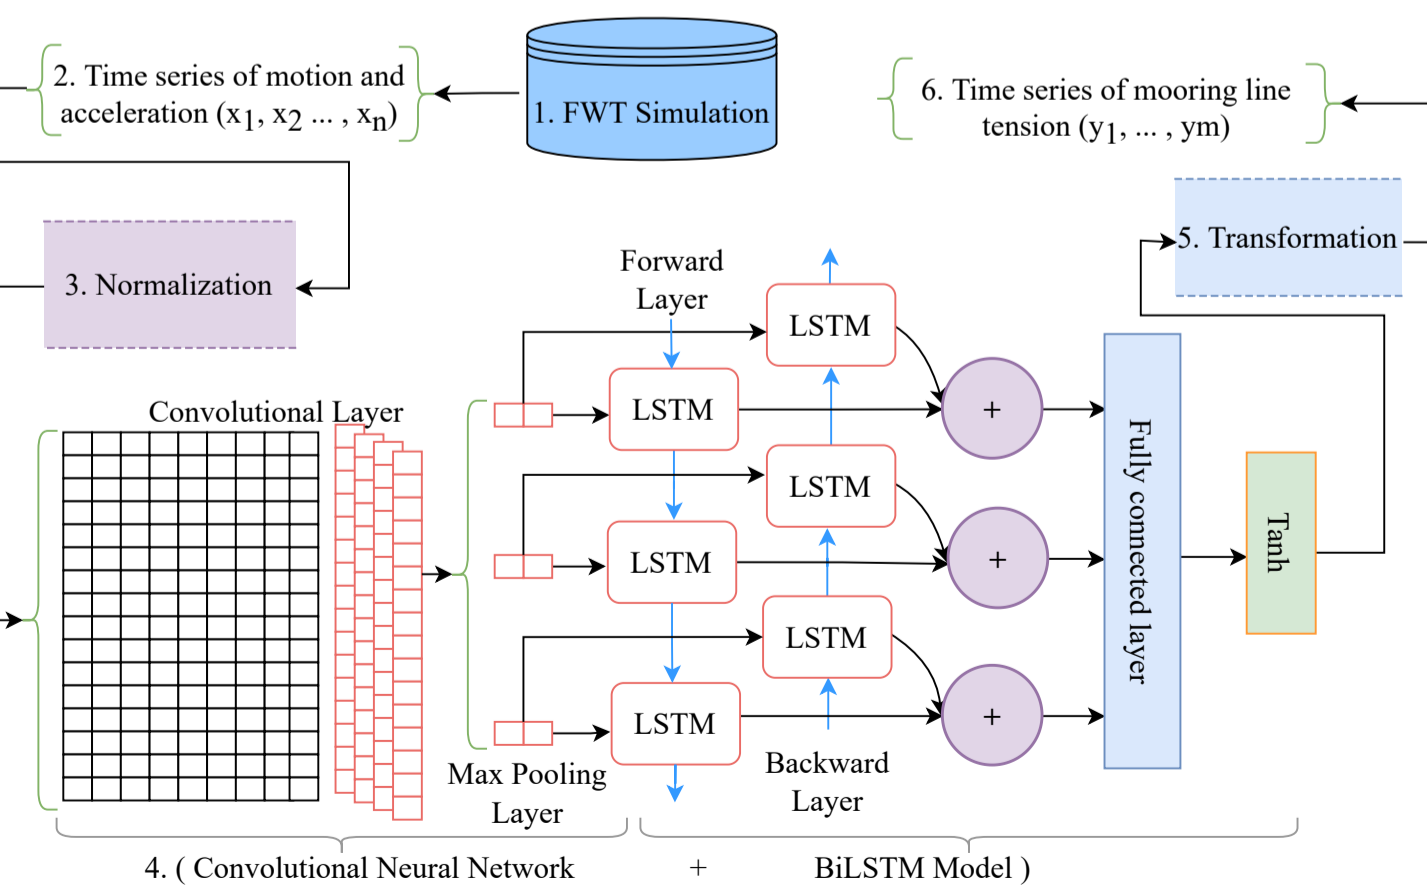 2. Time series of motion and
acceleration (x1, x2 ... , xn)
1. FWT Simulation
6. Time series of mooring line
tension (y1, ... , ym)
3. Normalization
5. Transformation
Forward
Layer
LSTM
LSTM
Convolutional Layer
+
LSTM
LSTM
+
LSTM
LSTM
+
Fully connected layer
Tanh
Max Pooling
Layer
Backward
Layer
4. ( Convolutional Neural Network + BiLSTM Model )